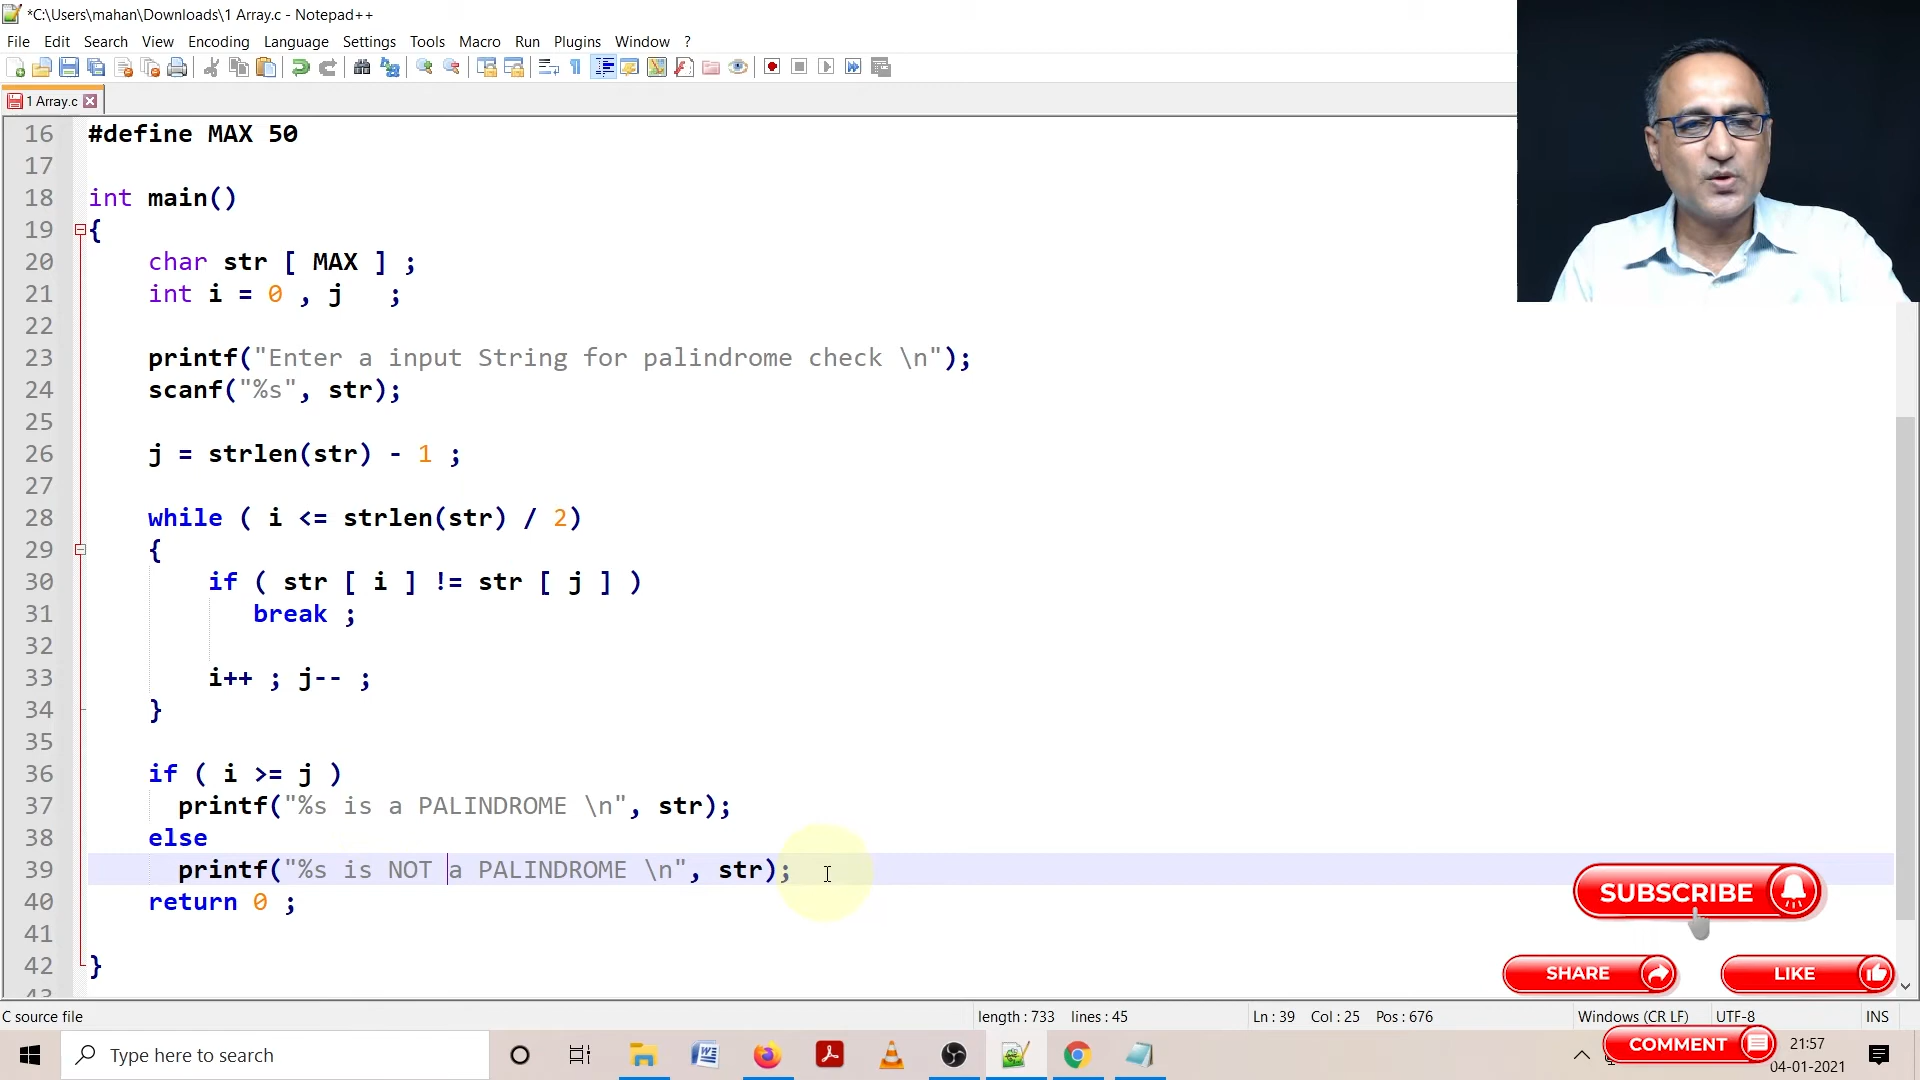 *C:\Users\mahan\Downloads\1 Array.c - Notepad++
File Edit Search View Encoding Language Settings Tools Macro Run Plugins Window ?
1 Array.c
16 #define MAX 50
17
18 int main()
19 {
20 char str [ MAX ] ;
21 int i = 0 , j ;
22
23 printf("Enter a input String for palindrome check \n");
24 scanf("%s", str);
25
26 j = strlen(str) - 1 ;
27
28 while ( i <= strlen(str) / 2)
29 {
30 if ( str [ i ] != str [ j ] )
31 break ;
32
33 i++ ; j-- ;
34 }
35
36 if ( i >= j )
37 printf("%s is a PALINDROME \n", str);
38 else
39 printf("%s is NOT a PALINDROME \n", str);
40 return 0 ;
41
42 }
43
SUBSCRIBE
SHARE LIKE
C source file length : 733 lines : 45 Ln : 39 Col : 25 Pos : 676 Windows (CR LF) UTF-8 INS
Type here to search
COMMENT
21:57
04-01-2021